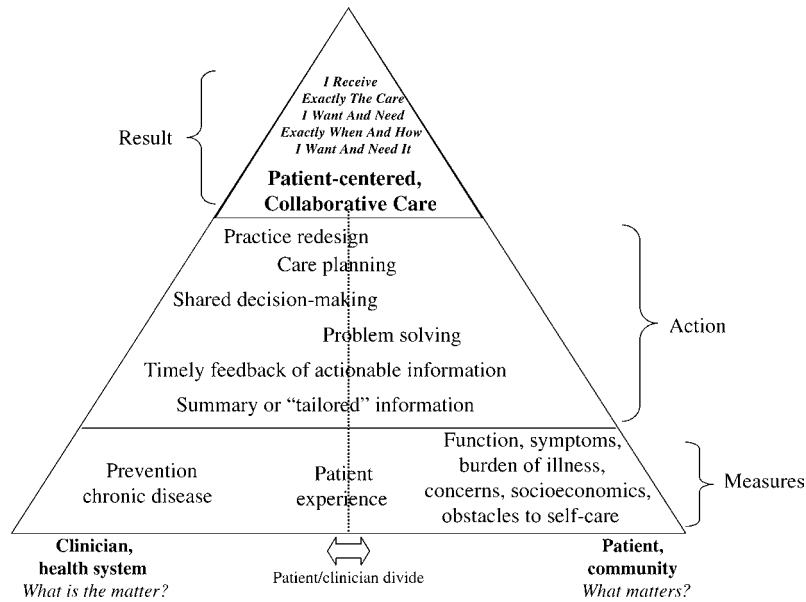 I Receive
Exactly The Care
I Want And Need
Exactly When And How
I Want And Need It
Result
Patient-centered,
Collaborative Care
Practice redesign
Care planning
Shared decision-making
Problem solving
Action
Timely feedback of actionable information
Summary or “tailored” information
Prevention
chronic disease
Patient
experience
Function, symptoms,
burden of illness,
concerns, socioeconomics,
obstacles to self-care
Measures
Clinician,
health system
What is the matter?
Patient/clinician divide
Patient,
community
What matters?